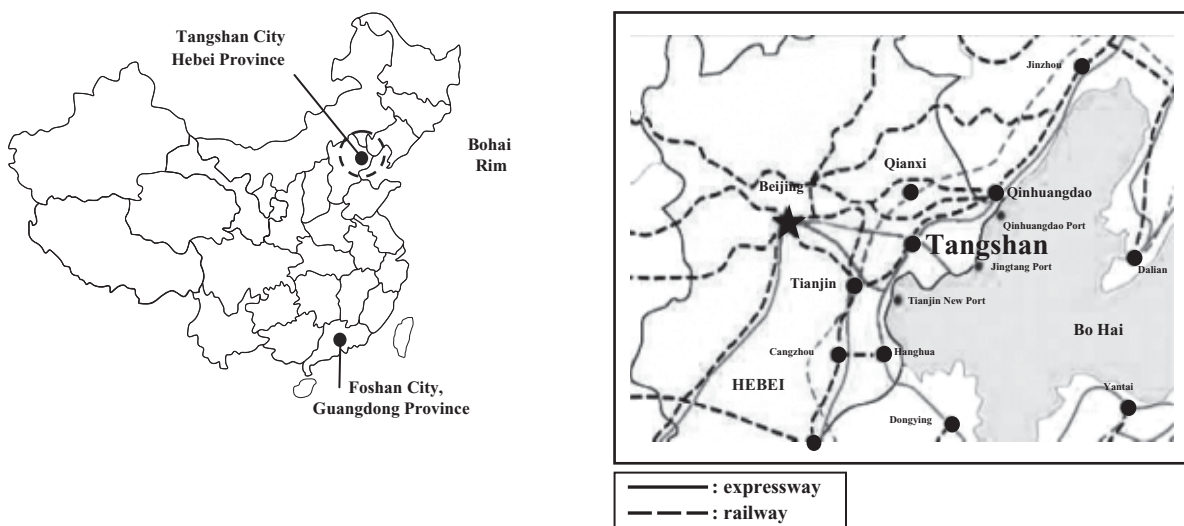 Tangshan City
Hebei Province
Bohai
Rim
Foshan City,
Guangdong Province
Jinzhou
Qianxi
Beijing
Qinhuangdao
Qinhuangdao Port
Tangshan
Jingtang Port
Dalian
Tianjin
Tianjin New Port
Bo Hai
Cangzhou
Hanghua
HEBEI
Yantai
Dongying
: expressway
: railway